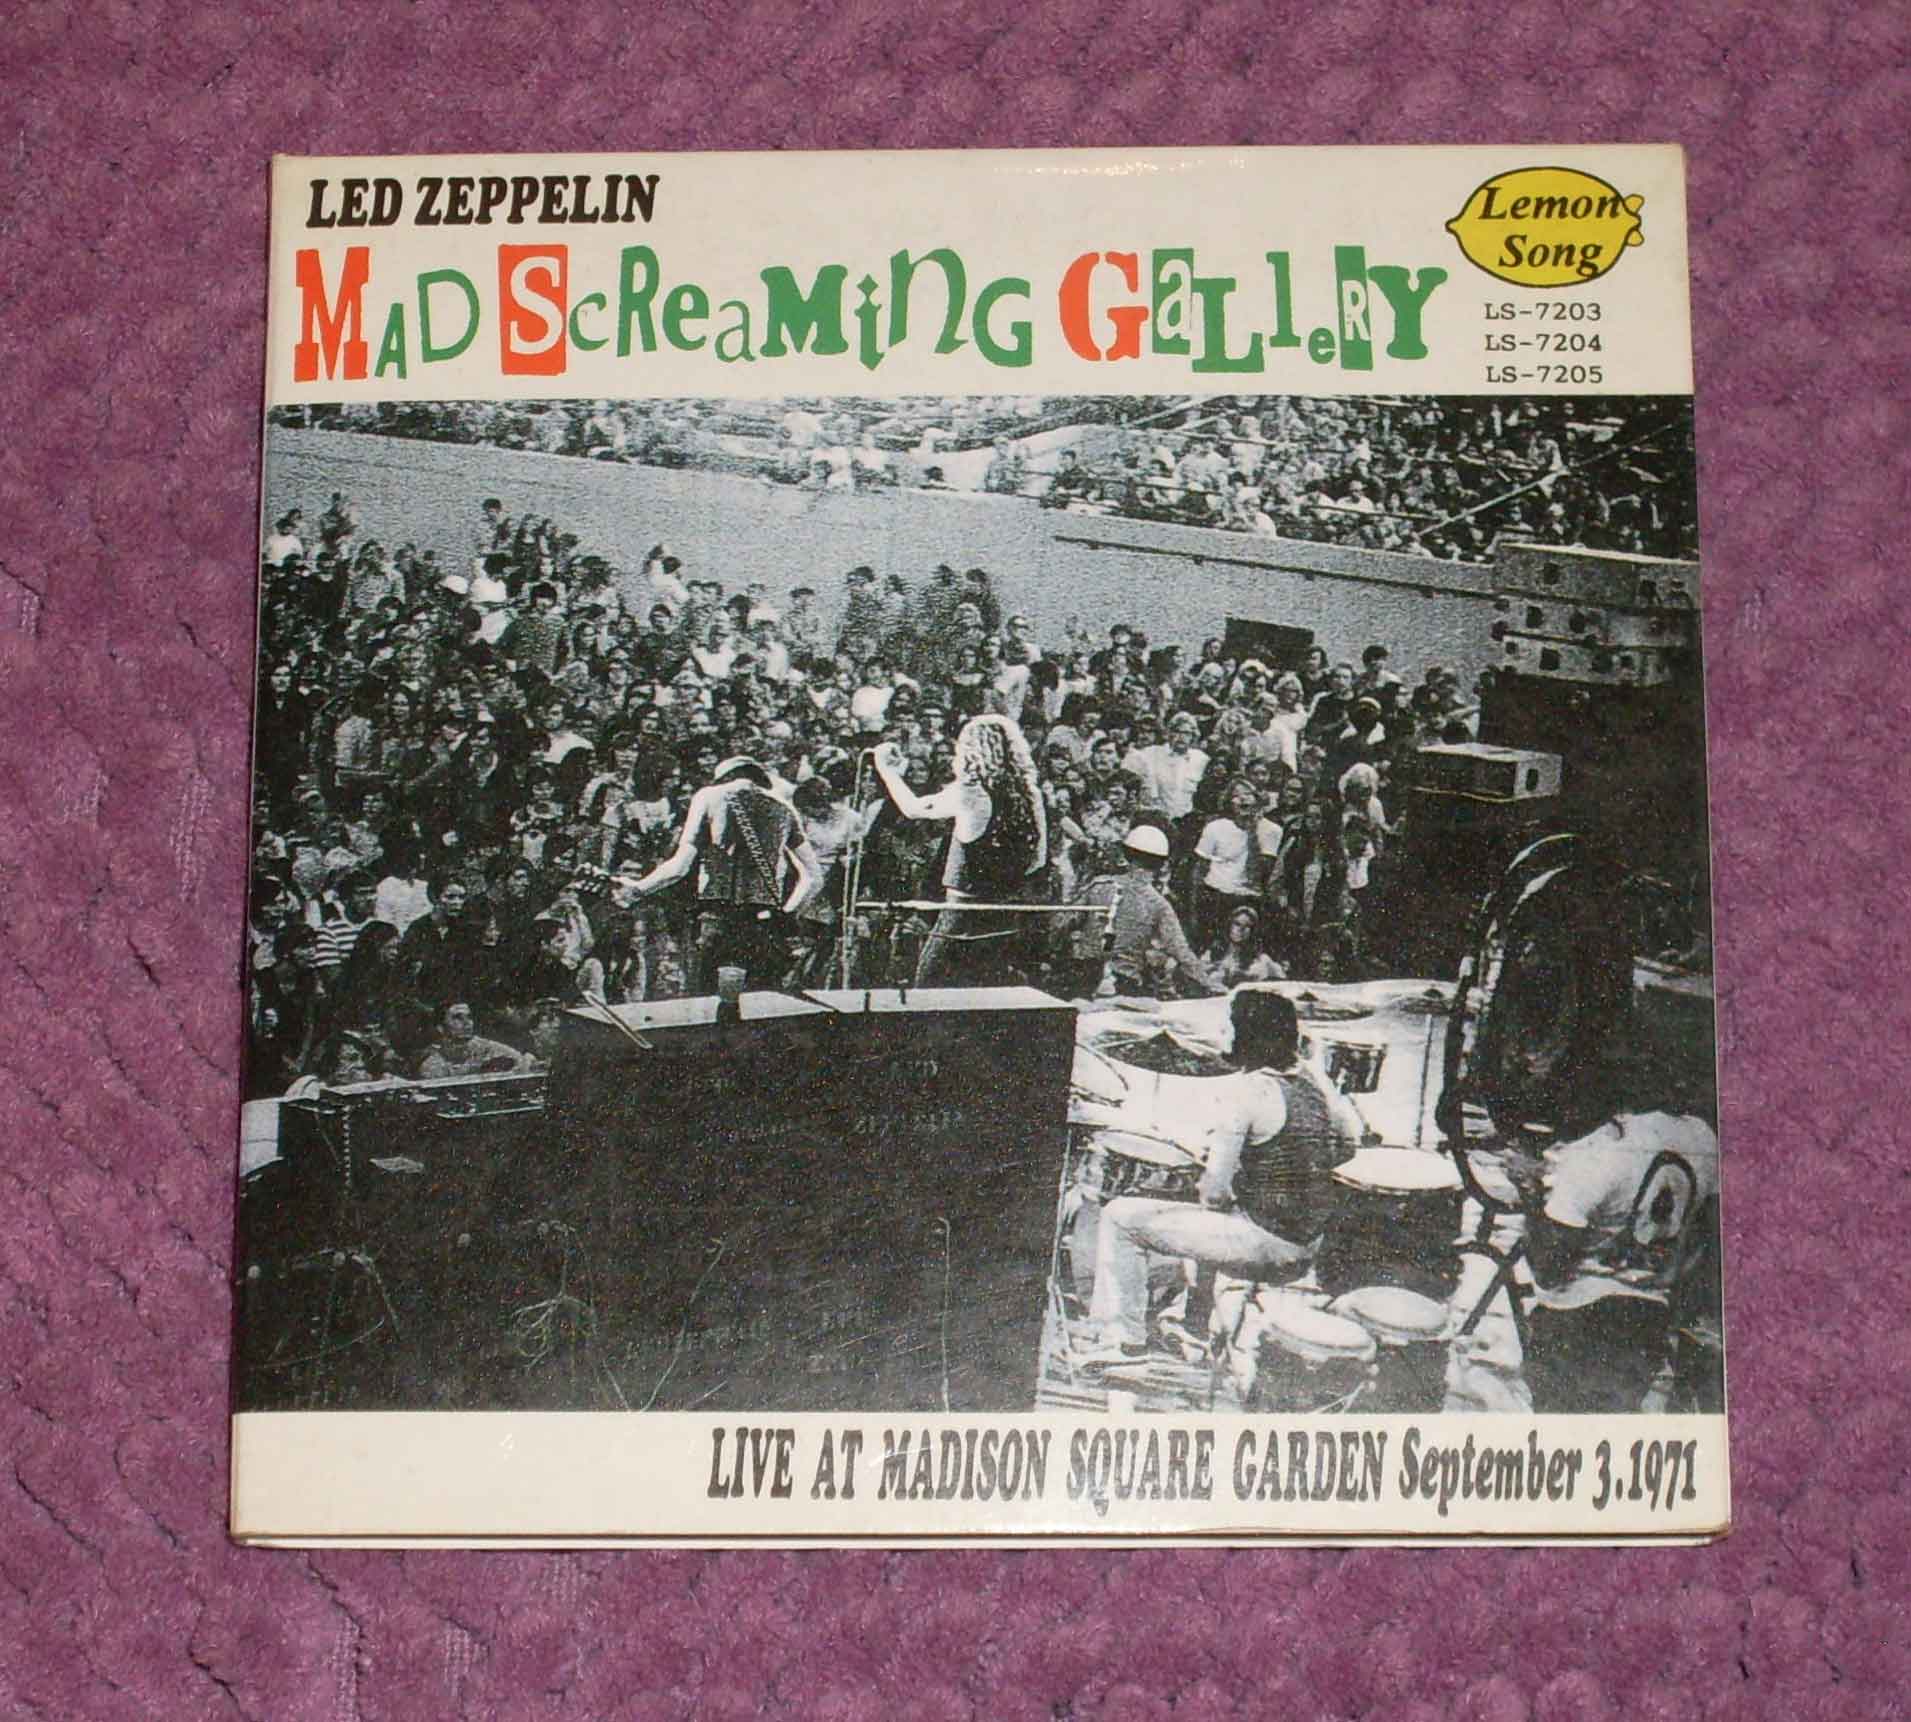 LED ZEPPELIN
MAD SCReaMiNG GaLleRY
Lemon
Song
LS-7203
LS-7204
LS-7205
LIVE AT MADISON SQUARE GARDEN September 3.1971